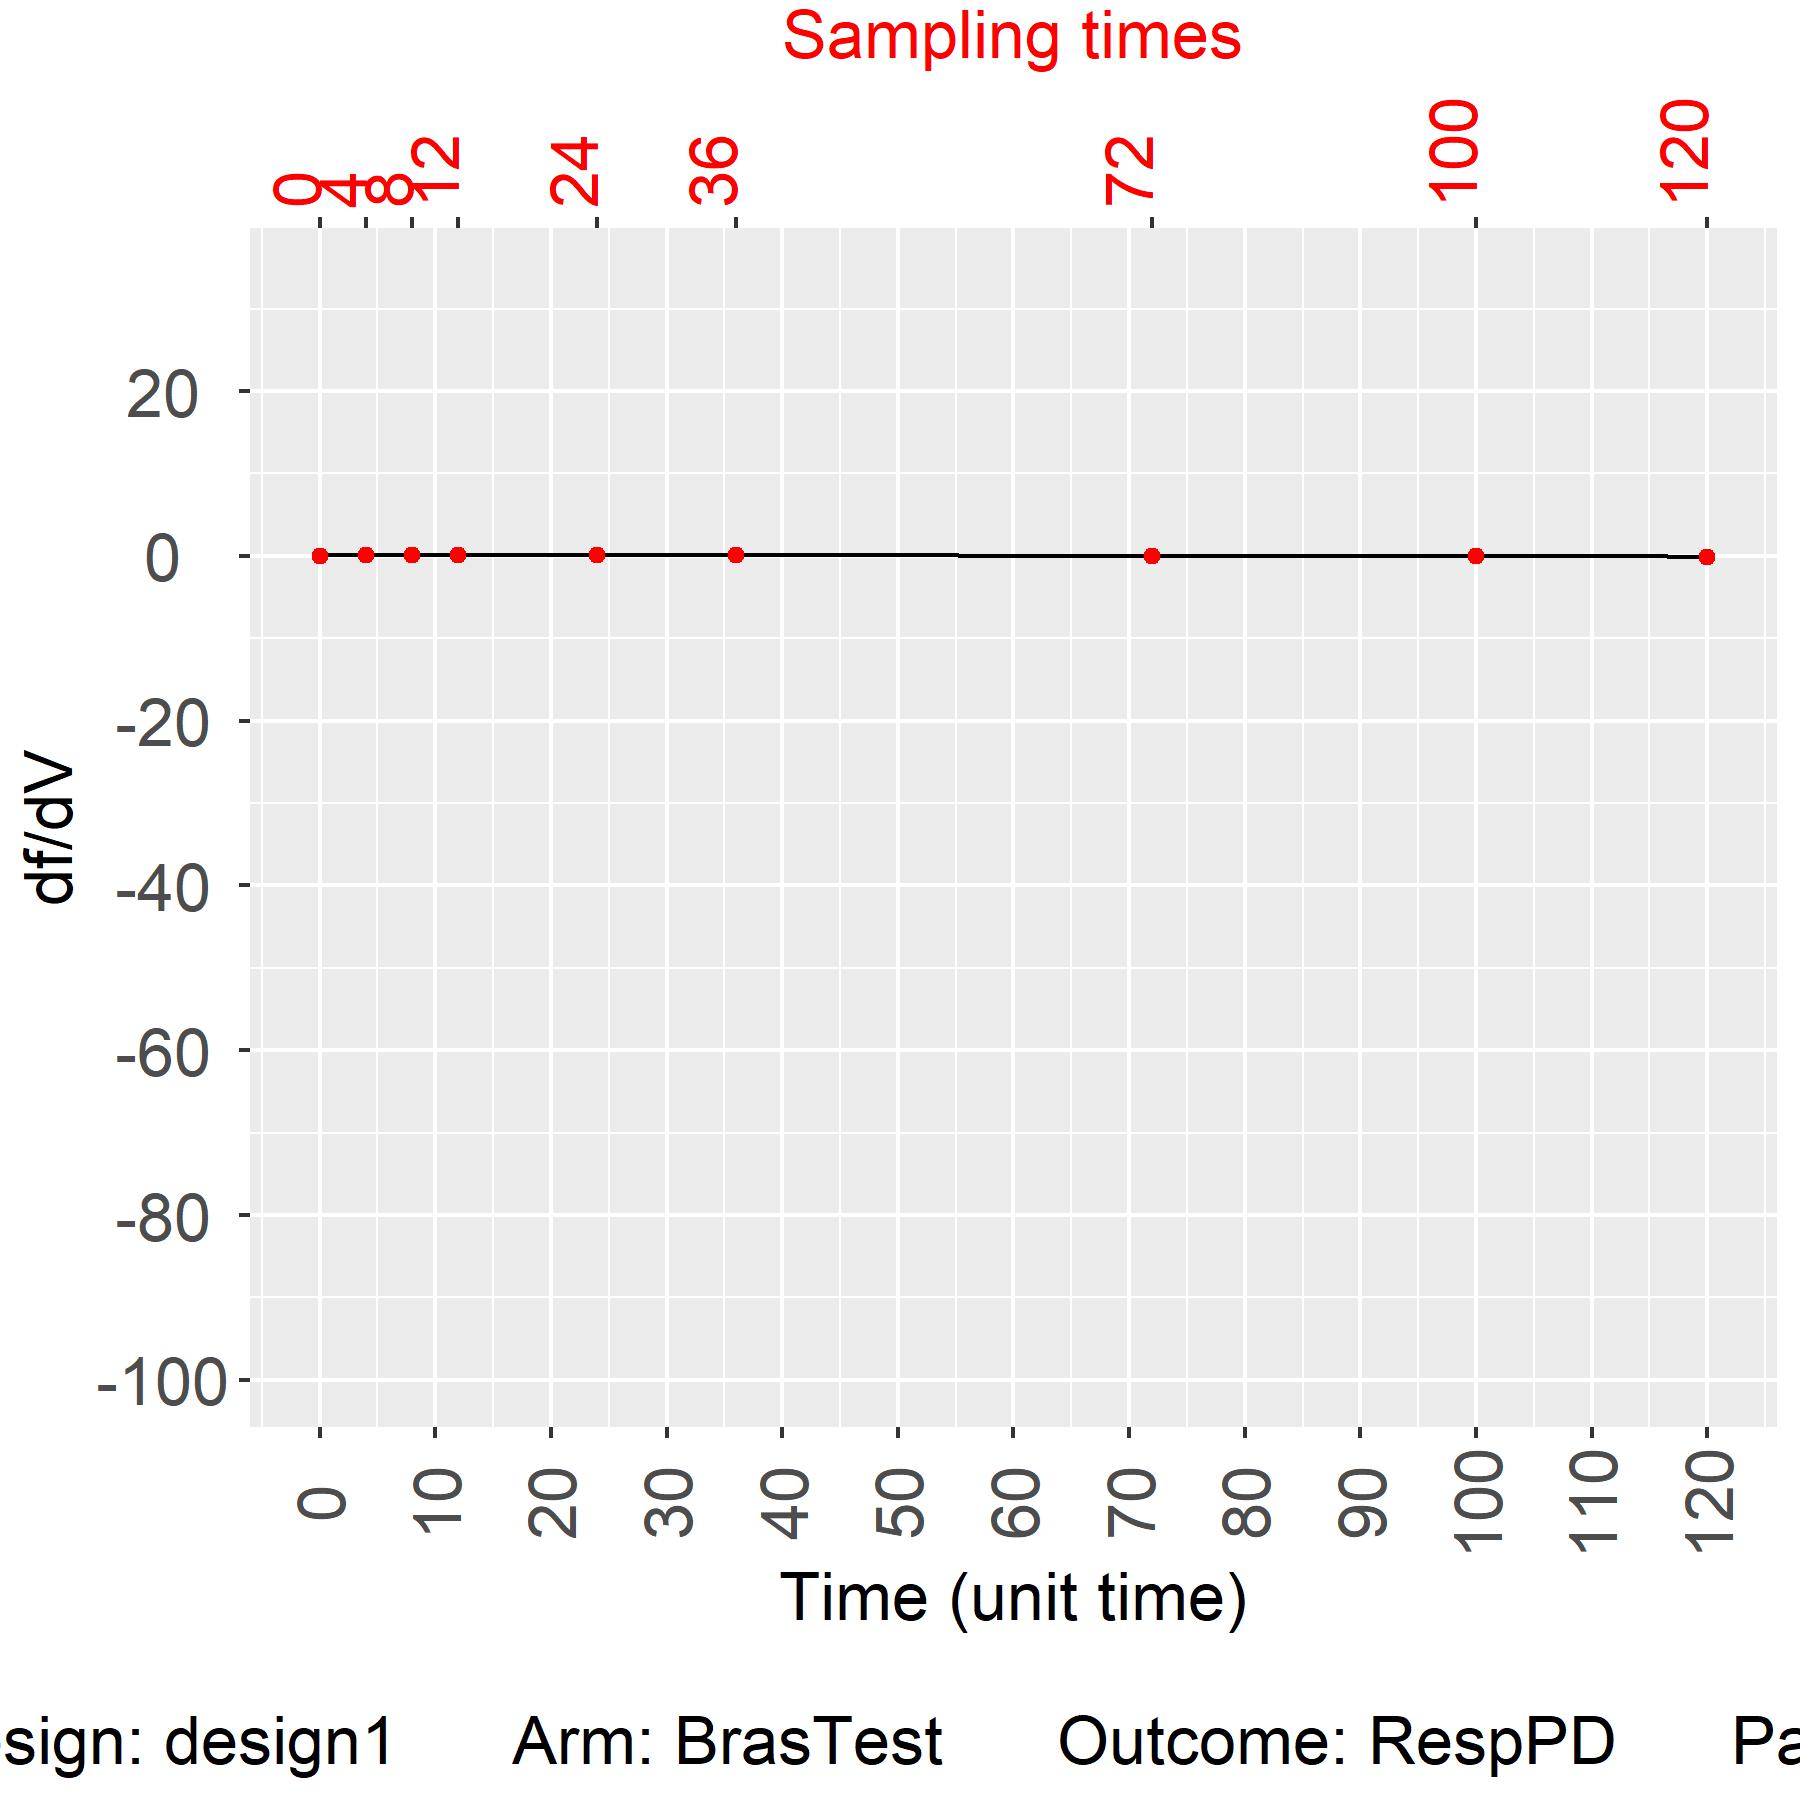 Sampling times
0 4 8 12 24 36 72 100 120
20
0
-20
-40
-60
-80
-100
df/dV
0 10 20 30 40 50 60 70 80 90 100 110 120
Time (unit time)
sign: design1 Arm: BrasTest Outcome: RespPD Pa